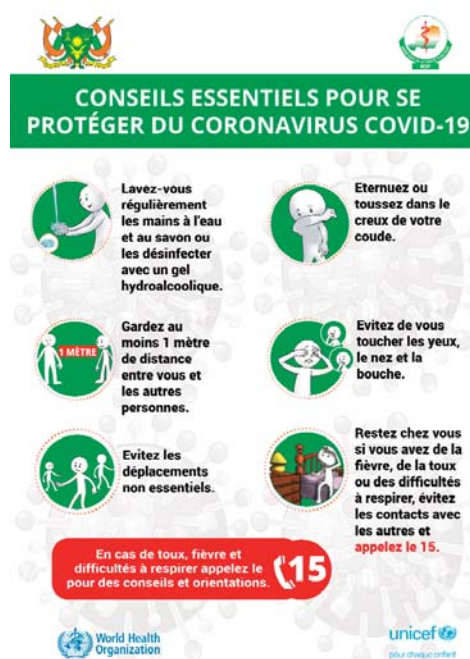 CONSEILS ESSENTIELS POUR SE
PROTÉGER DU CORONAVIRUS COVID-19
Lavez-vous
régulièrement
les mains à l'eau
et au savon ou
les désinfecter
avec un gel
hydroalcoolique.
Eternuez ou
toussez dans le
creux de votre
coude.
1 MÈTRE
Gardez au
moins 1 mètre
de distance
entre vous et
les autres
personnes.
Evitez de vous
toucher les yeux,
le nez et la
bouche.
Evitez les
déplacements
non essentiels.
Restez chez vous
si vous avez de la
fièvre, de la toux
ou des difficultés
à respirer, évitez
les contacts avec
les autres et
appelez le 15.
En cas de toux, fièvre et
difficultés à respirer appelez le
pour des conseils et orientations.
15
World Health
Organization
unicef
pour chaque enfant